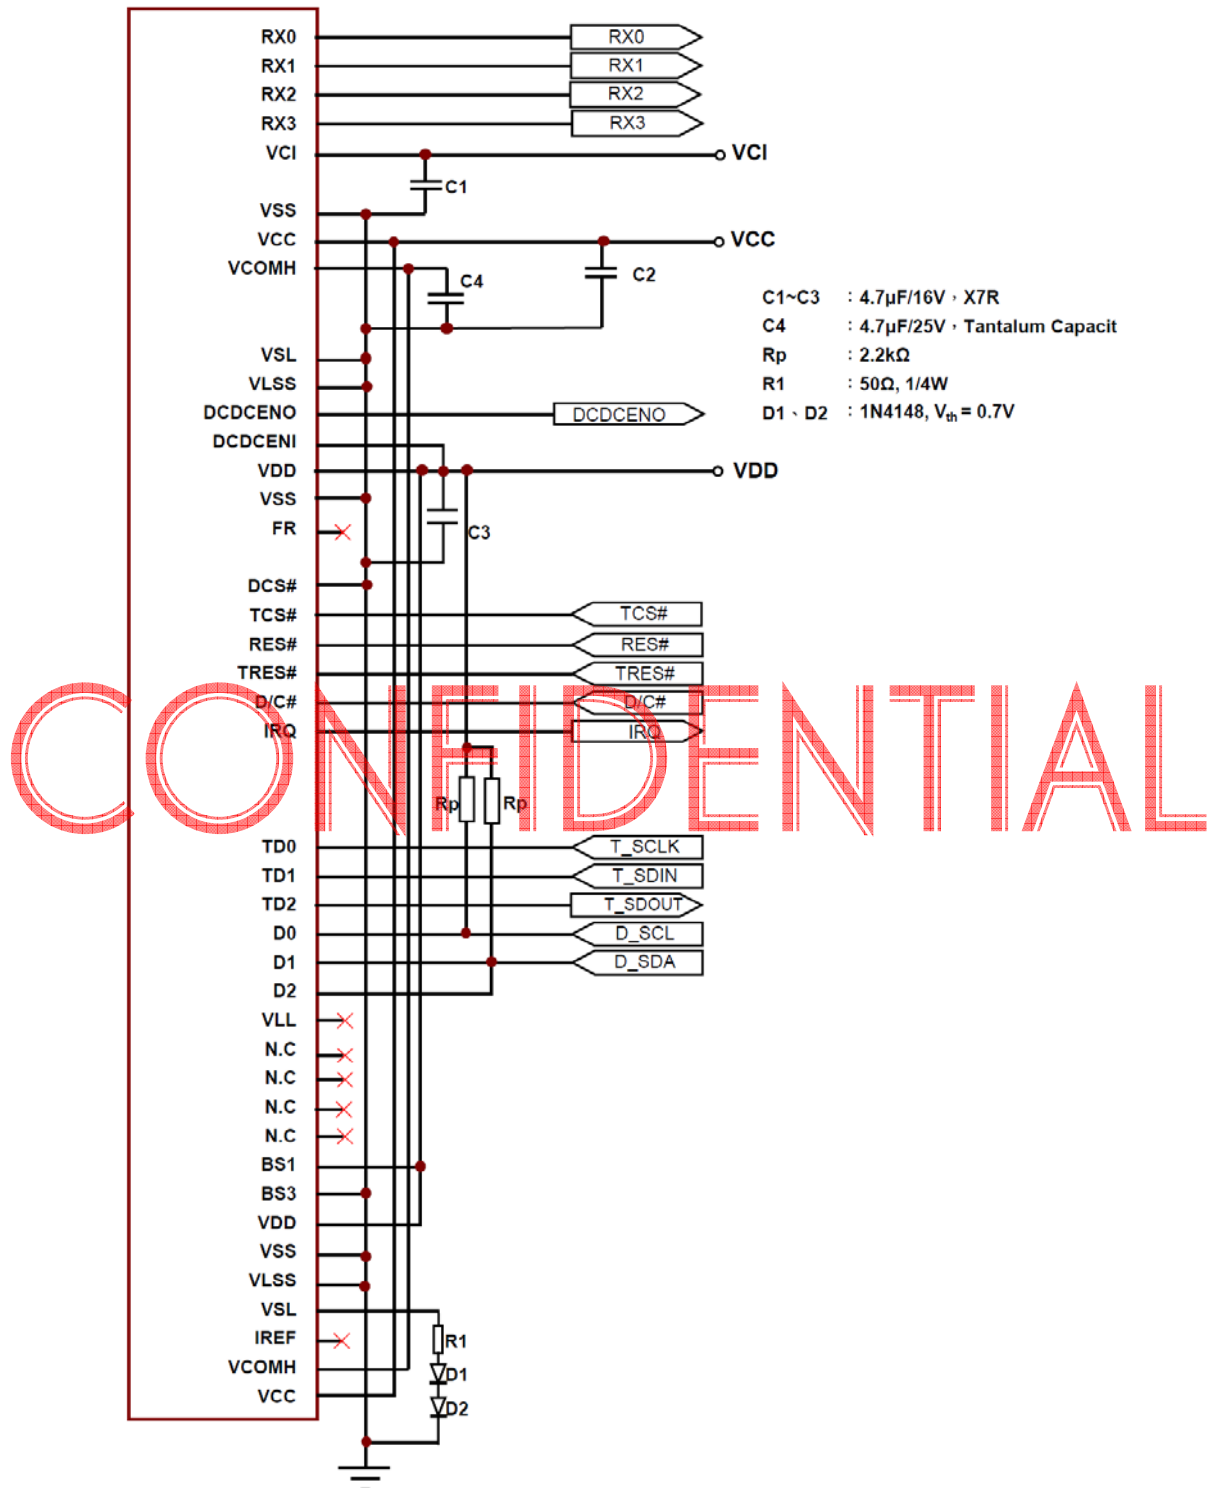 RX0 RX0
RX1 RX1
RX2 RX2
RX3 RX3
VCI VCI
C1
VSS
VCC VCC
VCOMH
C4 C2
C1~C3 : 4.7μF/16V, X7R
C4 : 4.7μF/25V, Tantalum Capacit
VSL Rp : 2.2kΩ
VLSS R1 : 50Ω, 1/4W
DCDCENO DCDCENO D1、D2 : 1N4148, Vth = 0.7V
DCDCENI
VDD VDD
VSS
FR C3
DCS#
TCS# TCS#
RES# RES#
TRES# TRES#
D/C# D/C#
IRQ IRQ
CONFIDENTIAL
Rp Rp
TD0 T_SCLK
TD1 T_SDIN
TD2 T_SDOUT
D0 D_SCL
D1 D_SDA
D2
VLL
N.C
N.C
N.C
N.C
BS1
BS3
VDD
VSS
VLSS
VSL
IREF R1
VCOMH D1
VCC D2